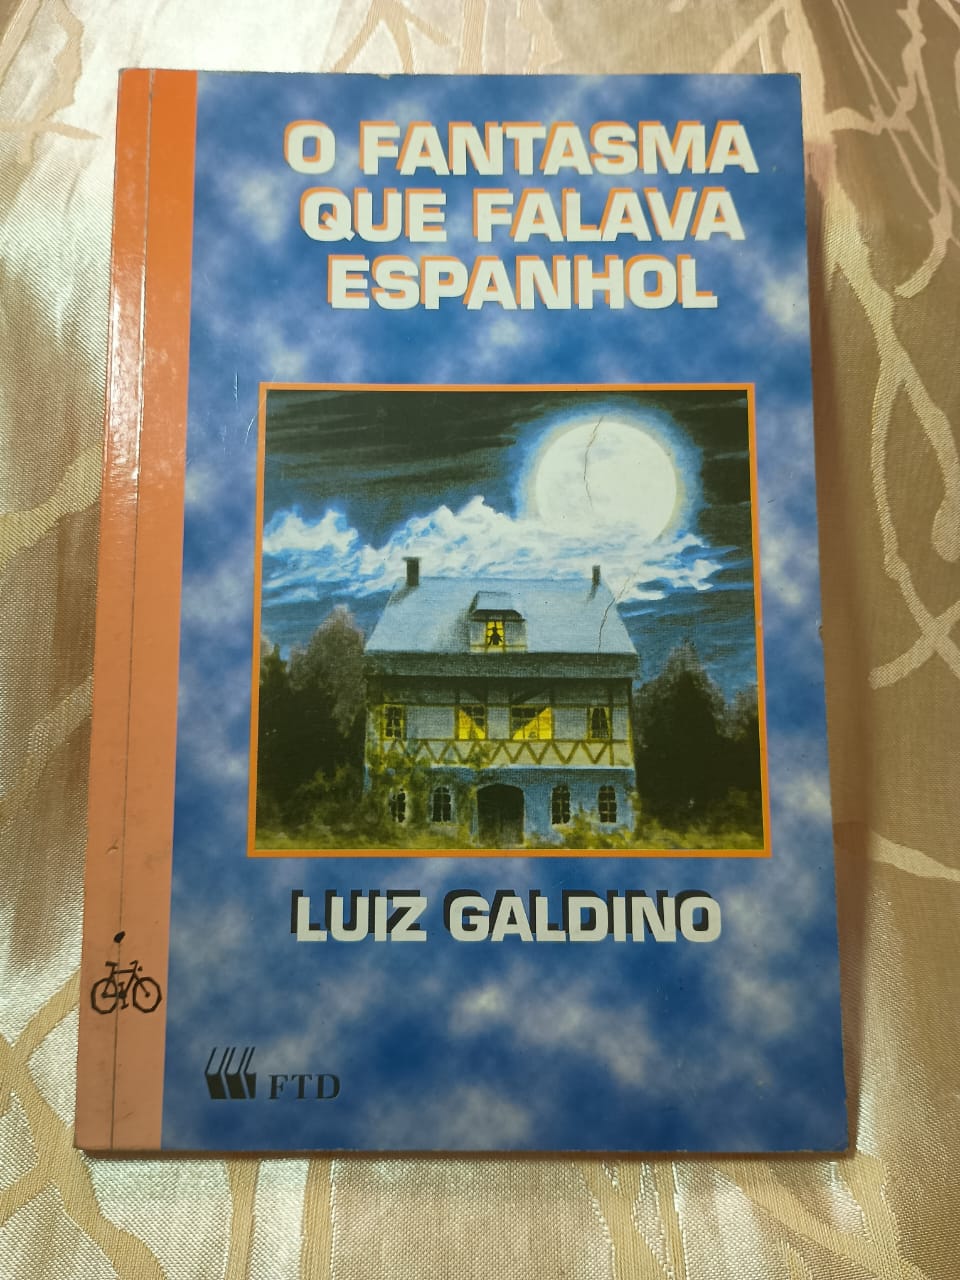 O FANTASMA
QUE FALAVA
ESPANHOL
LUIZ GALDINO
FTD